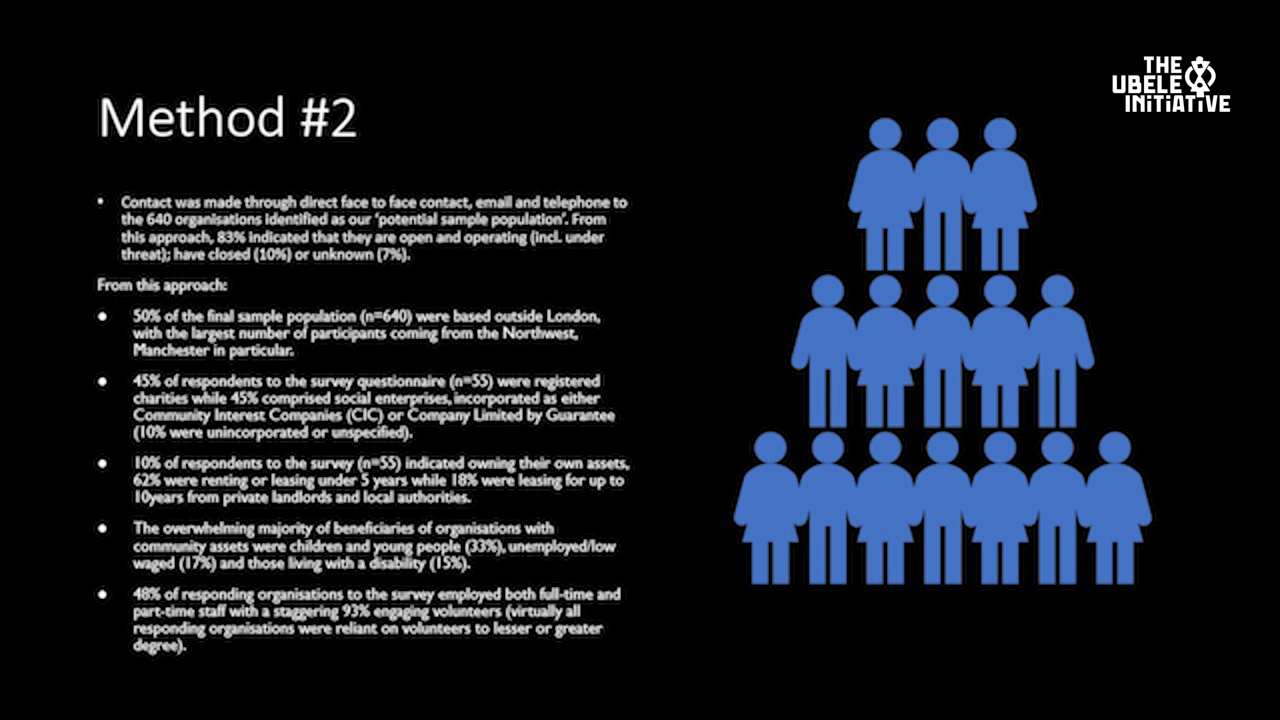 THE
UBELE
INITIATIVE
Method #2
• Contact was made through direct face to face contact, email and telephone to
the 640 organisations identified as our 'potential sample population'. From
this approach, 83% indicated that they are open and operating (incl. under
threat); have closed (10%) or unknown (7%).
From this approach:
• 50% of the final sample population (n=640) were based outside London,
with the largest number of participants coming from the Northwest,
Manchester in particular.
• 45% of respondents to the survey questionnaire (n=55) were registered
charities while 45% comprised social enterprises, incorporated as either
Community Interest Companies (CIC) or Company Limited by Guarantee
(10% were unincorporated or unspecified).
• 10% of respondents to the survey (n=55) indicated owning their own assets,
62% were renting or leasing under 5 years while 18% were leasing for up to
10years from private landlords and local authorities.
• The overwhelming majority of beneficiaries of organisations with
community assets were children and young people (33%), unemployed/low
waged (17%) and those living with a disability (15%).
• 48% of responding organisations to the survey employed both full-time and
part-time staff with a staggering 93% engaging volunteers (virtually all
responding organisations were reliant on volunteers to lesser or greater
degree).